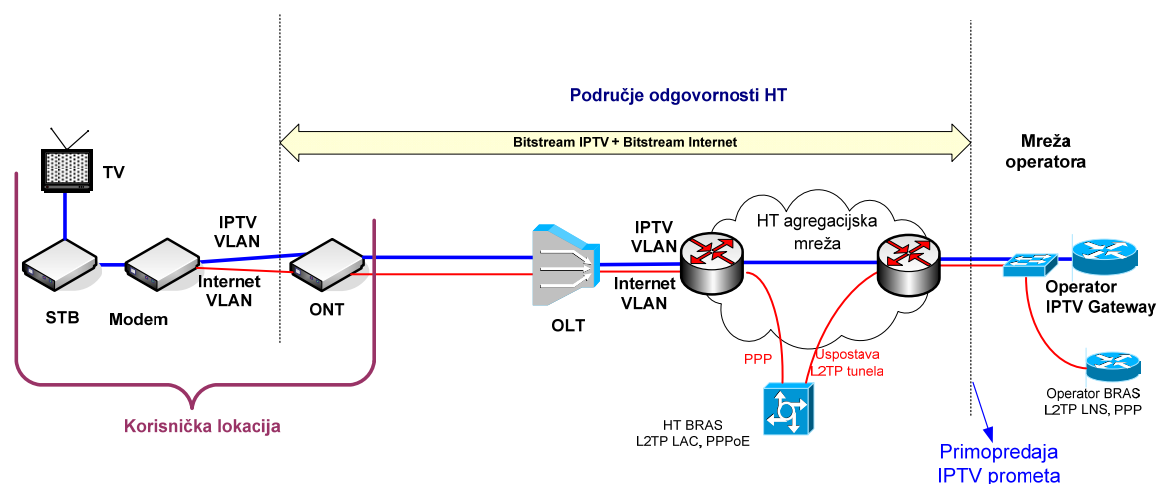 Područje odgovornosti HT
Bitstream IPTV + Bitstream Internet
Mreža
operatora
TV
IPTV
VLAN
Internet
VLAN
STB
Modem
ONT
OLT
IPTV
VLAN
Internet
VLAN
HT agregacijska
mreža
Operator
IPTV Gateway
PPP
Uspostava
L2TP tunela
HT BRAS
L2TP LAC, PPPoE
Operator BRAS
L2TP LNS, PPP
Korisnička lokacija
Primopredaja
IPTV prometa